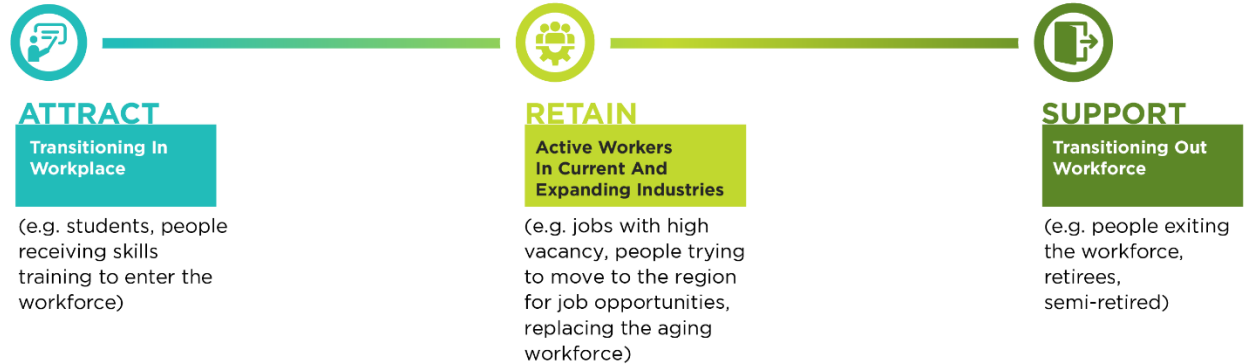 ATTRACT
Transitioning In
Workplace
(e.g. students, people
receiving skills
training to enter the
workforce)
RETAIN
Active Workers
In Current And
Expanding Industries
(e.g. jobs with high
vacancy, people trying
to move to the region
for job opportunities,
replacing the aging
workforce)
SUPPORT
Transitioning Out
Workforce
(e.g. people exiting
the workforce,
retirees,
semi-retired)